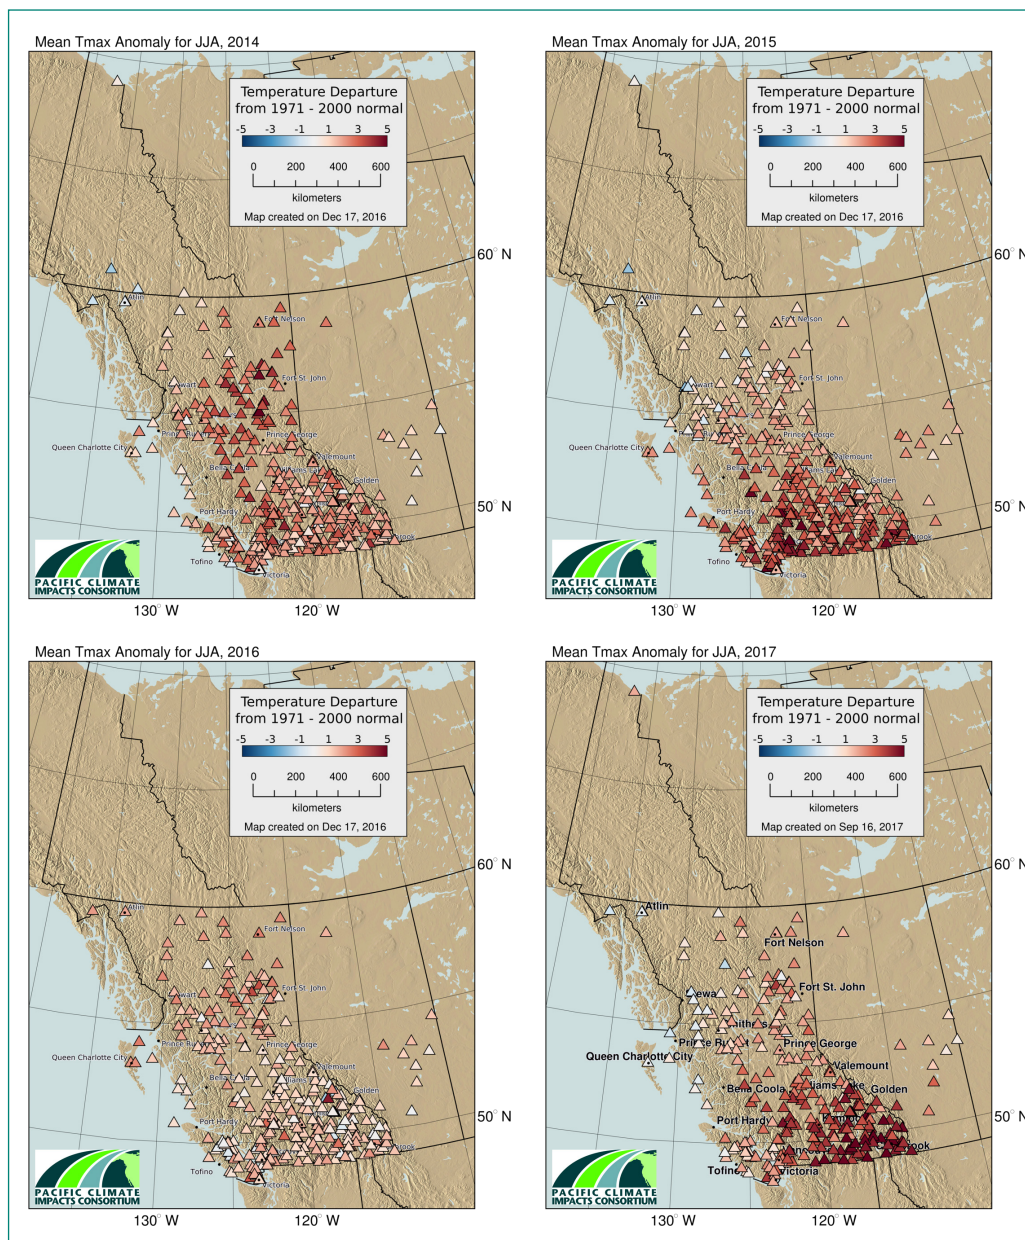 Mean Tmax Anomaly for JJA, 2014
Temperature Departure
from 1971 - 2000 normal
-5 -3 -1 1 3 5
0 200 400 600
kilometers
Map created on Dec 17, 2016
60° N
Atlin
Fort Nelson
Fort St. John
Prince George
Queen Charlotte City
Valemount
Golden
Port Hardy
50° N
Tofino
Victoria
PACIFIC CLIMATE
IMPACTS CONSORTIUM
130° W 120° W
Mean Tmax Anomaly for JJA, 2015
Temperature Departure
from 1971 - 2000 normal
-5 -3 -1 1 3 5
0 200 400 600
kilometers
Map created on Dec 17, 2016
60° N
Atlin
Fort Nelson
Fort St. John
Prince George
Queen Charlotte City
Valemount
Golden
Port Hardy
50° N
Tofino
Victoria
PACIFIC CLIMATE
IMPACTS CONSORTIUM
130° W 120° W
Mean Tmax Anomaly for JJA, 2016
Temperature Departure
from 1971 - 2000 normal
-5 -3 -1 1 3 5
0 200 400 600
kilometers
Map created on Dec 17, 2016
60° N
Atlin
Fort Nelson
Fort St. John
Prince George
Queen Charlotte City
Valemount
Golden
Port Hardy
50° N
Tofino
Victoria
PACIFIC CLIMATE
IMPACTS CONSORTIUM
130° W 120° W
Mean Tmax Anomaly for JJA, 2017
Temperature Departure
from 1971 - 2000 normal
-5 -3 -1 1 3 5
0 200 400 600
kilometers
Map created on Sep 16, 2017
60° N
Atlin
Fort Nelson
Fort St. John
Prince George
Queen Charlotte City
Valemount
Bella Coola
Golden
Port Hardy
50° N
Tofino
Victoria
PACIFIC CLIMATE
IMPACTS CONSORTIUM
130° W 120° W